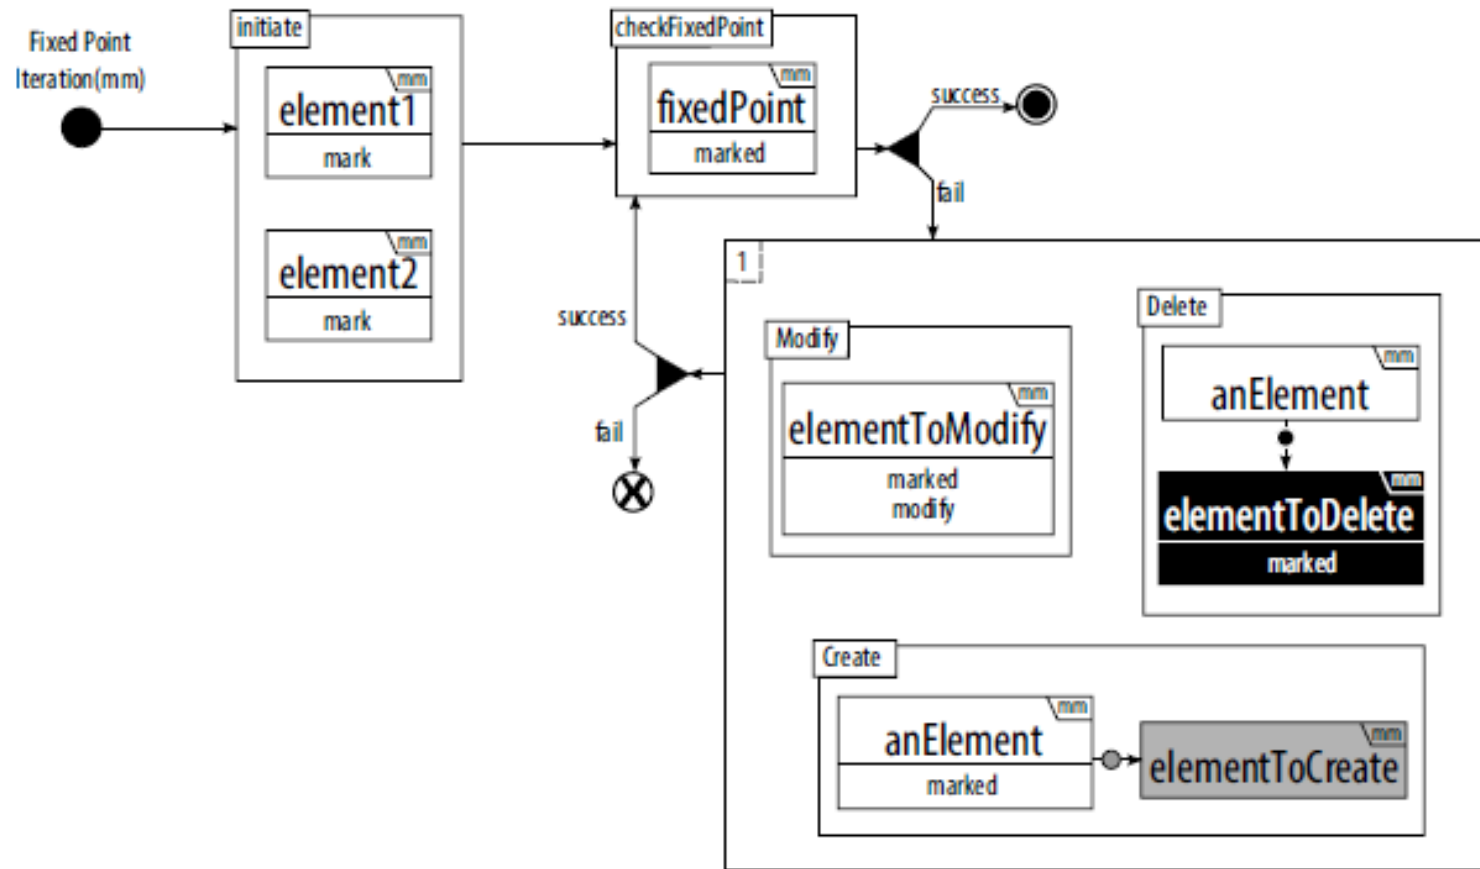 Fixed Point
Iteration(mm)
initiate
mm
element1
mark
mm
element2
mark
checkFixedPoint
mm
fixedPoint
marked
success
fail
success
fail
1
Modify
mm
elementToModify
marked
modify
Delete
mm
anElement
mm
elementToDelete
marked
Create
mm
anElement
marked
mm
elementToCreate